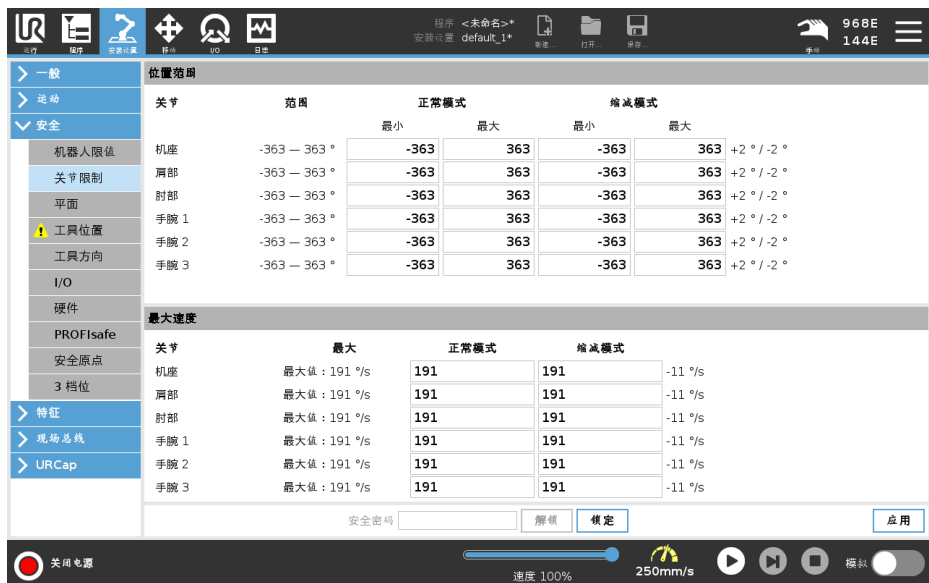 程序 <未命名>*
安装设置 default_1*
运行 程序 安装设置 移动 I/O 日志 新建... 打开... 保存... 手动
968E
144E
一般
运动
安全
机器人限值
关节限制
平面
工具位置
工具方向
I/O
硬件
PROFIsafe
安全原点
3 档位
特征
现场总线
URCap
位置范围
关节 范围 正常模式 缩减模式
最小 最大 最小 最大
机座 -363 — 363 ° -363 363 -363 363 +2 ° / -2 °
肩部 -363 — 363 ° -363 363 -363 363 +2 ° / -2 °
肘部 -363 — 363 ° -363 363 -363 363 +2 ° / -2 °
手腕 1 -363 — 363 ° -363 363 -363 363 +2 ° / -2 °
手腕 2 -363 — 363 ° -363 363 -363 363 +2 ° / -2 °
手腕 3 -363 — 363 ° -363 363 -363 363 +2 ° / -2 °
最大速度
关节 最大 正常模式 缩减模式
机座 最大值：191 °/s 191 191 -11 °/s
肩部 最大值：191 °/s 191 191 -11 °/s
肘部 最大值：191 °/s 191 191 -11 °/s
手腕 1 最大值：191 °/s 191 191 -11 °/s
手腕 2 最大值：191 °/s 191 191 -11 °/s
手腕 3 最大值：191 °/s 191 191 -11 °/s
安全密码 解锁 锁定 应用
关闭电源 速度 100% 250mm/s 模拟